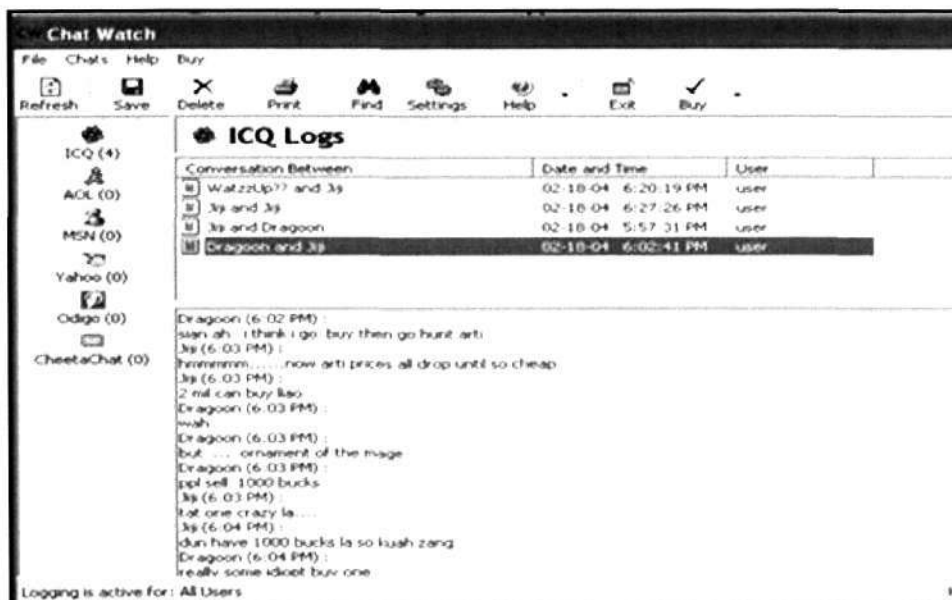 Chat Watch
File Chats Help Buy
Refresh Save Delete Print Find Settings Help Exit Buy
ICQ (4)
AOL (0)
MSN (0)
Yahoo (0)
Odigo (0)
CheetaChat (0)
ICQ Logs
Conversation Between Date and Time User
WatzzUp?? and Jiji 02-18-04 6:20:19 PM user
Jiji and Jiji 02-18-04 6:27:26 PM user
Jiji and Dragoon 02-18-04 5:57:31 PM user
Dragoon and Jiji 02-18-04 6:02:41 PM user
Dragoon (6:02 PM) :
sian ah i think i go buy then go hunt arti
Jiji (6:03 PM) :
hmmmmm......now arti prices all drop until so cheap
Jiji (6:03 PM) :
2 mil can buy liao
Dragoon (6:03 PM) :
wah
Dragoon (6:03 PM) :
but .... ornament of the mage
Dragoon (6:03 PM) :
ppl sell 1000 bucks
Jiji (6:03 PM) :
tat one crazy la....
Jiji (6:04 PM) :
dun have 1000 bucks la so kuah zang
Dragoon (6:04 PM) :
really some idiopt buy one
Logging is active for: All Users